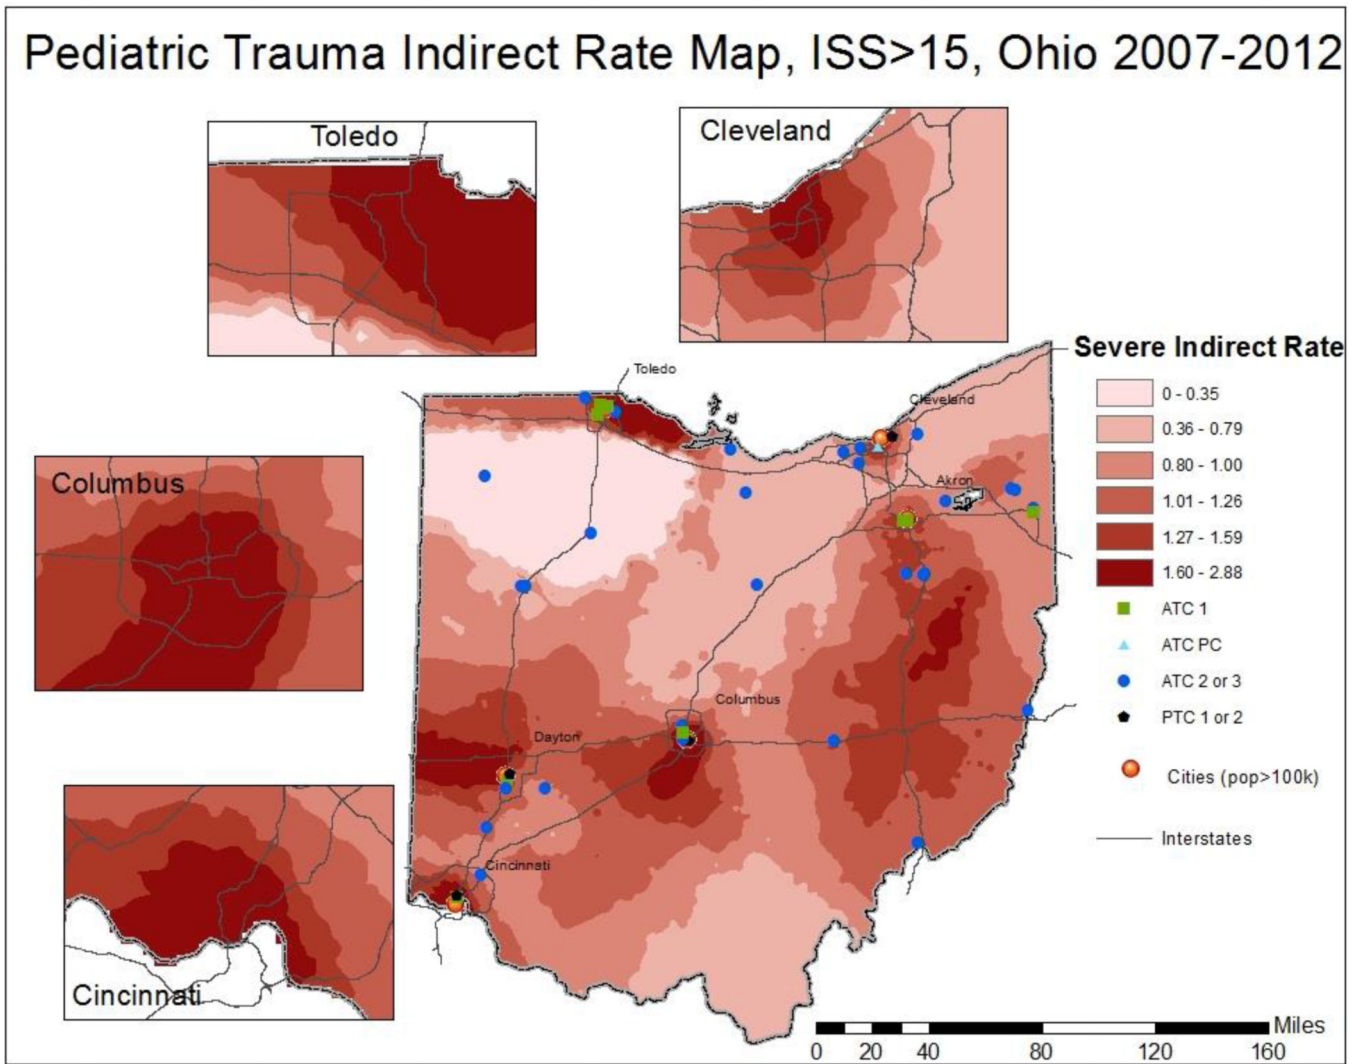 Pediatric Trauma Indirect Rate Map, ISS>15, Ohio 2007-2012
Toledo
Cleveland
Severe Indirect Rate
0 - 0.35
0.36 - 0.79
0.80 - 1.00
1.01 - 1.26
1.27 - 1.59
1.60 - 2.88
ATC 1
ATC PC
ATC 2 or 3
PTC 1 or 2
Cities (pop>100k)
Interstates
Toledo
Cleveland
Akron
Columbus
Columbus
Dayton
Cincinnati
Cincinnati
Miles
0 20 40 80 120 160